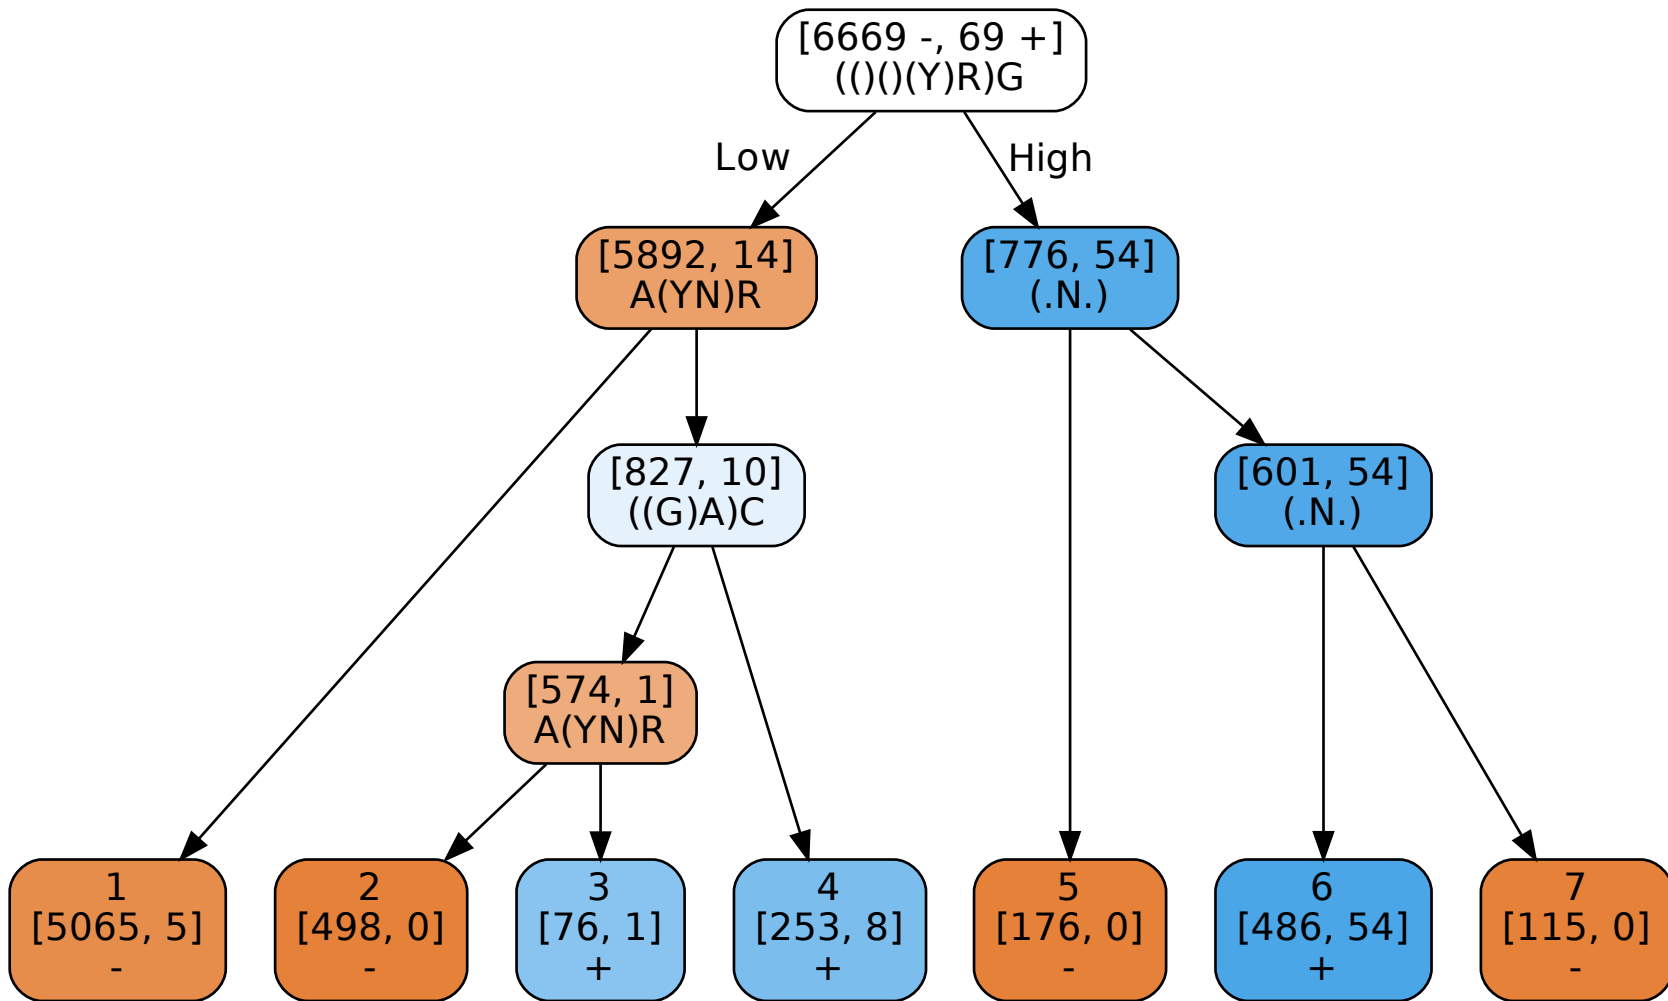 [6669 -, 69 +]
(()()(Y)R)G
Low
High
[5892, 14]
A(YN)R
[776, 54]
(.N.)
[827, 10]
((G)A)C
[601, 54]
(.N.)
[574, 1]
A(YN)R
1
[5065, 5]
-
2
[498, 0]
-
3
[76, 1]
+
4
[253, 8]
+
5
[176, 0]
-
6
[486, 54]
+
7
[115, 0]
-